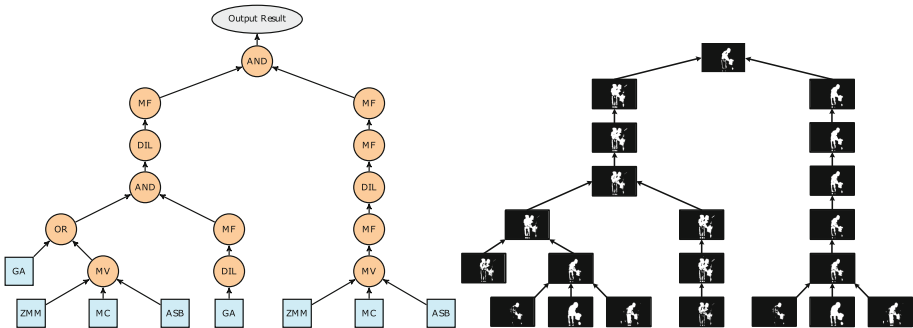 Output Result
AND
MF MF
DIL MF
AND DIL
OR MF MF
GA MV DIL MV
ZMM MC ASB GA ZMM MC ASB